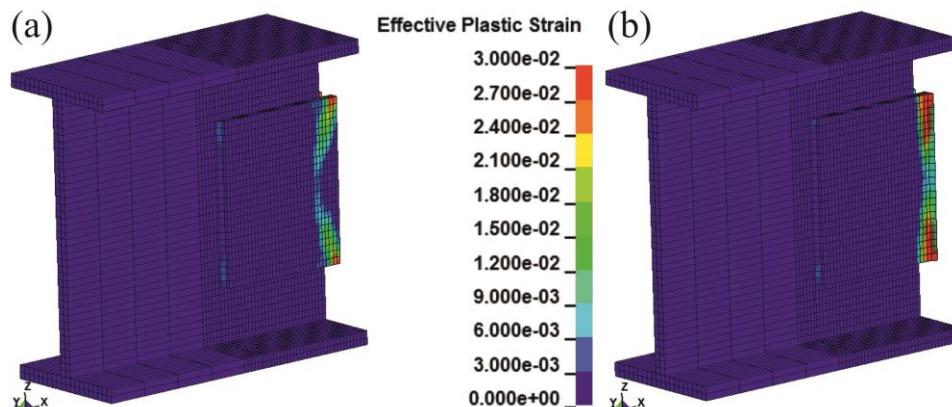 (a)
Effective Plastic Strain
(b)
3.000e-02
2.700e-02
2.400e-02
2.100e-02
1.800e-02
1.500e-02
1.200e-02
9.000e-03
6.000e-03
3.000e-03
0.000e+00
Z
Y X
Z
Y X